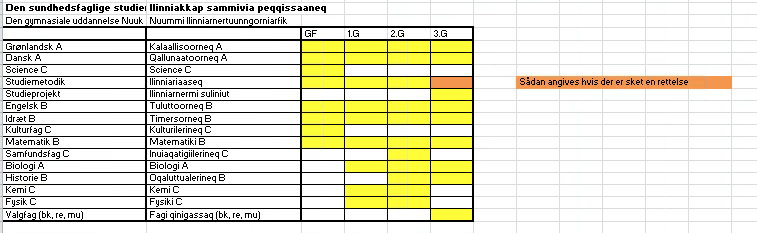 Den sundhedsfaglige studier Ilinniakkap sammivia peqqissaaneq
Den gymnasiale uddannelse Nuuk Nuummi Ilinniarnertuunngorniarfik
GF 1.G 2.G 3.G
Grønlandsk A Kalaallisoorneq A
Dansk A Qallunaatoorneq A
Science C Science C
Studiemetodik Ilinniariaaseq Sådan angives hvis der er sket en rettelse
Studieprojekt Ilinniarnermi suliniut
Engelsk B Tuluttoorneq B
Idræt B Timersorneq B
Kulturfag C Kulturilerineq C
Matematik B Matematiki B
Samfundsfag C Inuiaqatigiilerineq C
Biologi A Biologi A
Historie B Oqaluttualerineq B
Kemi C Kemi C
Fysik C Fysiki C
Valgfag (bk, re, mu) Fagi qinigassaq (bk, re, mu)